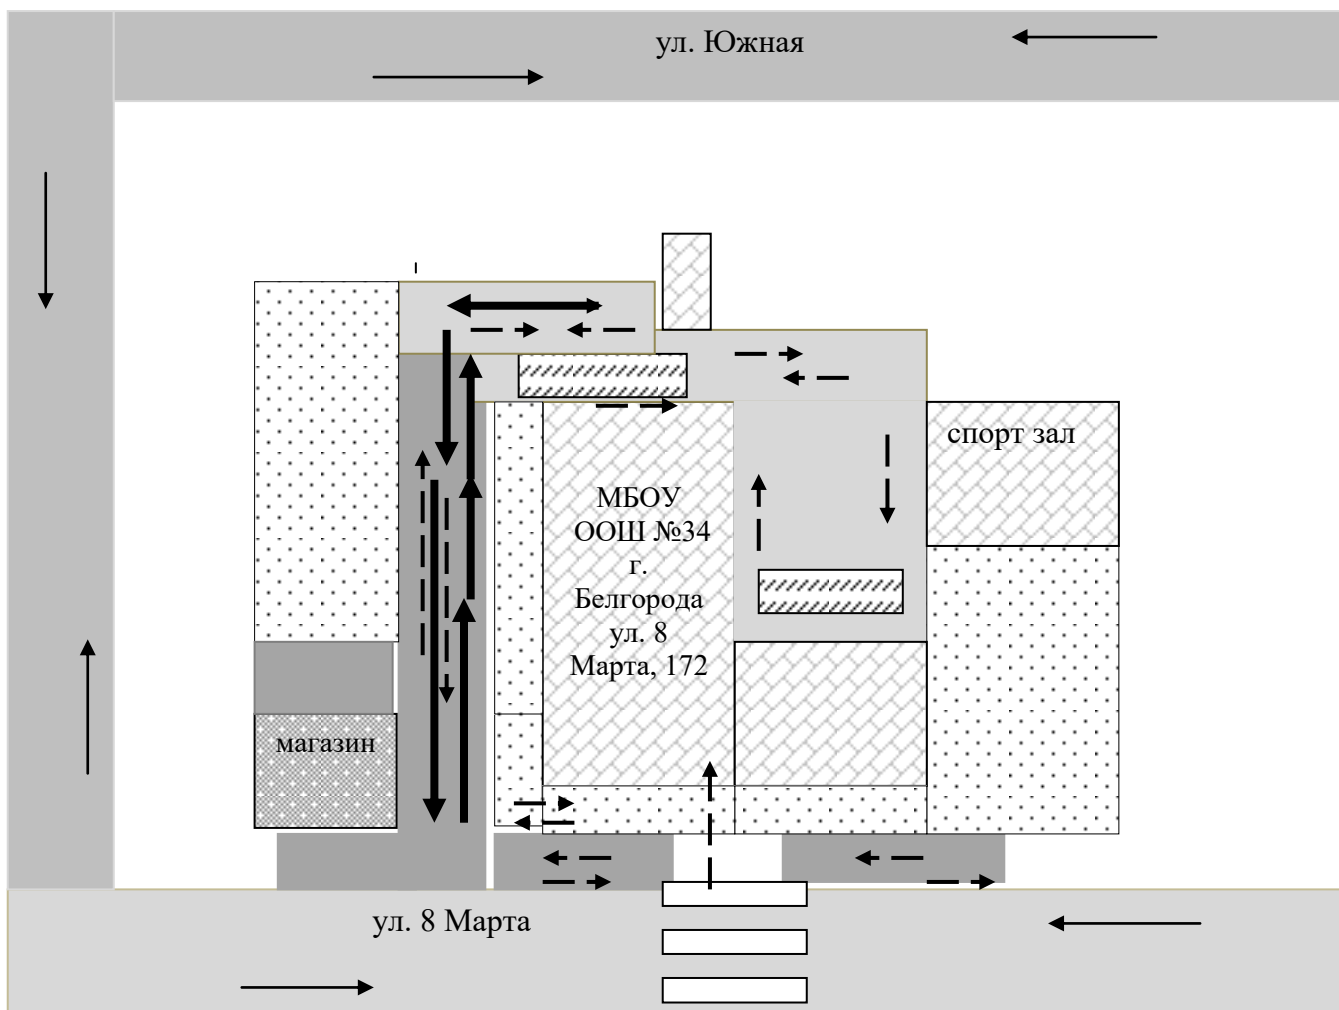 ул. Южная
спорт зал
МБОУ
ООШ №34
г.
Белгорода
ул. 8
Марта, 172
магазин
ул. 8 Марта